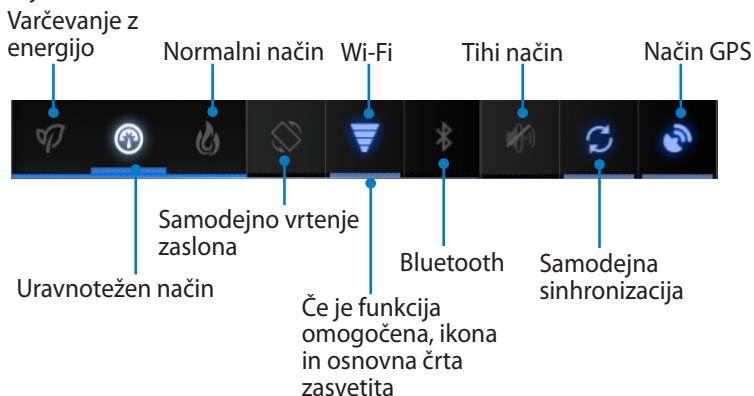 Varčevanje z
energijo
Normalni način
Wi-Fi
Tihi način
Način GPS
Samodejno vrtenje
zaslona
Bluetooth
Samodejna
sinhronizacija
Uravnotežen način
Če je funkcija
omogočena, ikona
in osnovna črta
zasvetita